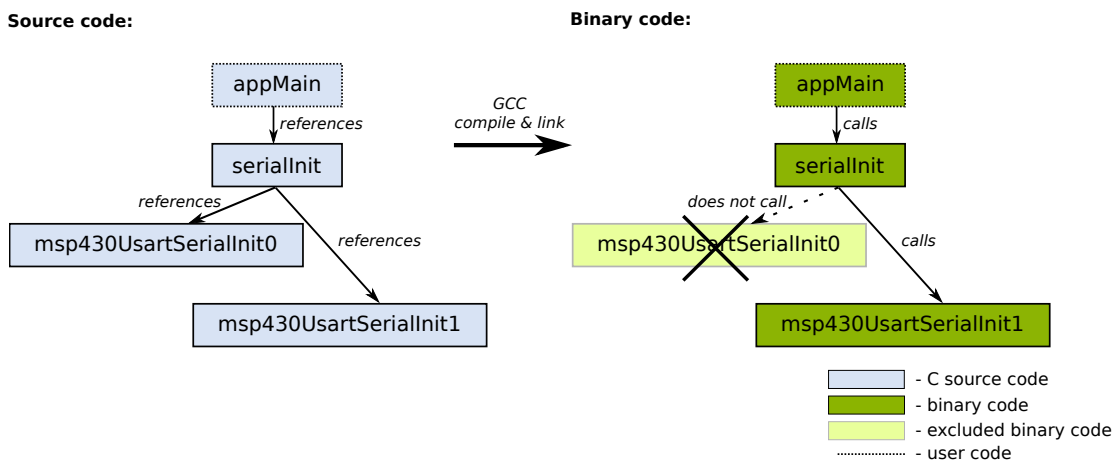 Source code:
Binary code:
appMain
references
serialInit
references
msp430UsartSerialInit0
references
msp430UsartSerialInit1
GCC
compile & link
appMain
calls
serialinit
does not call
msp430UsartSerialInit0
calls
msp430UsartSerialInit1
- C source code
- binary code
- excluded binary code
- user code